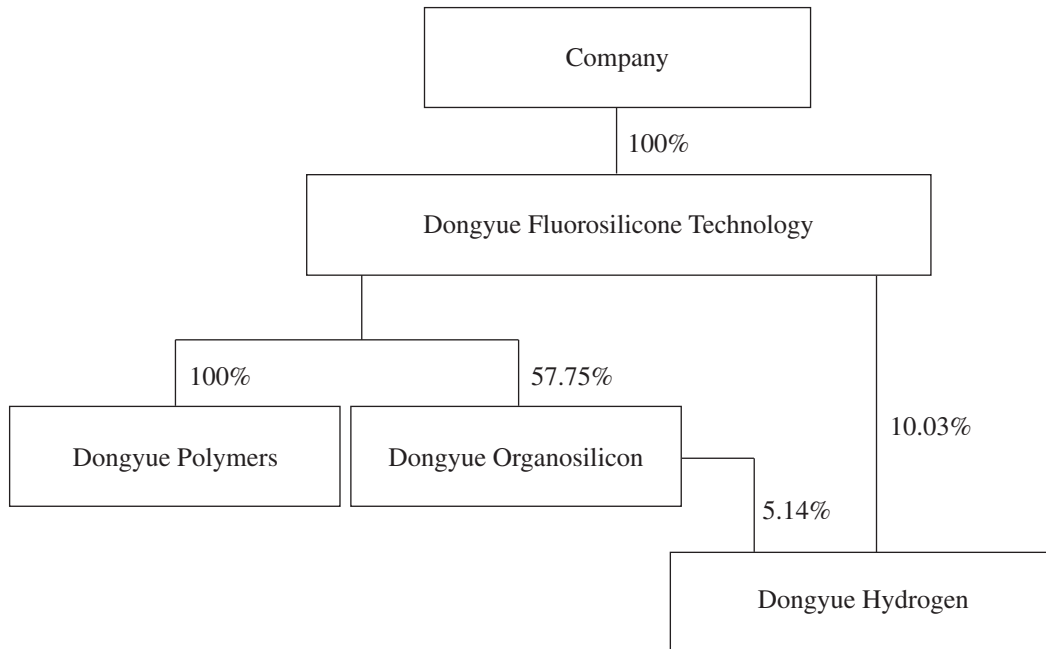 Company
100%
Dongyue Fluorosilicone Technology
100%
57.75%
10.03%
Dongyue Polymers
Dongyue Organosilicon
5.14%
Dongyue Hydrogen